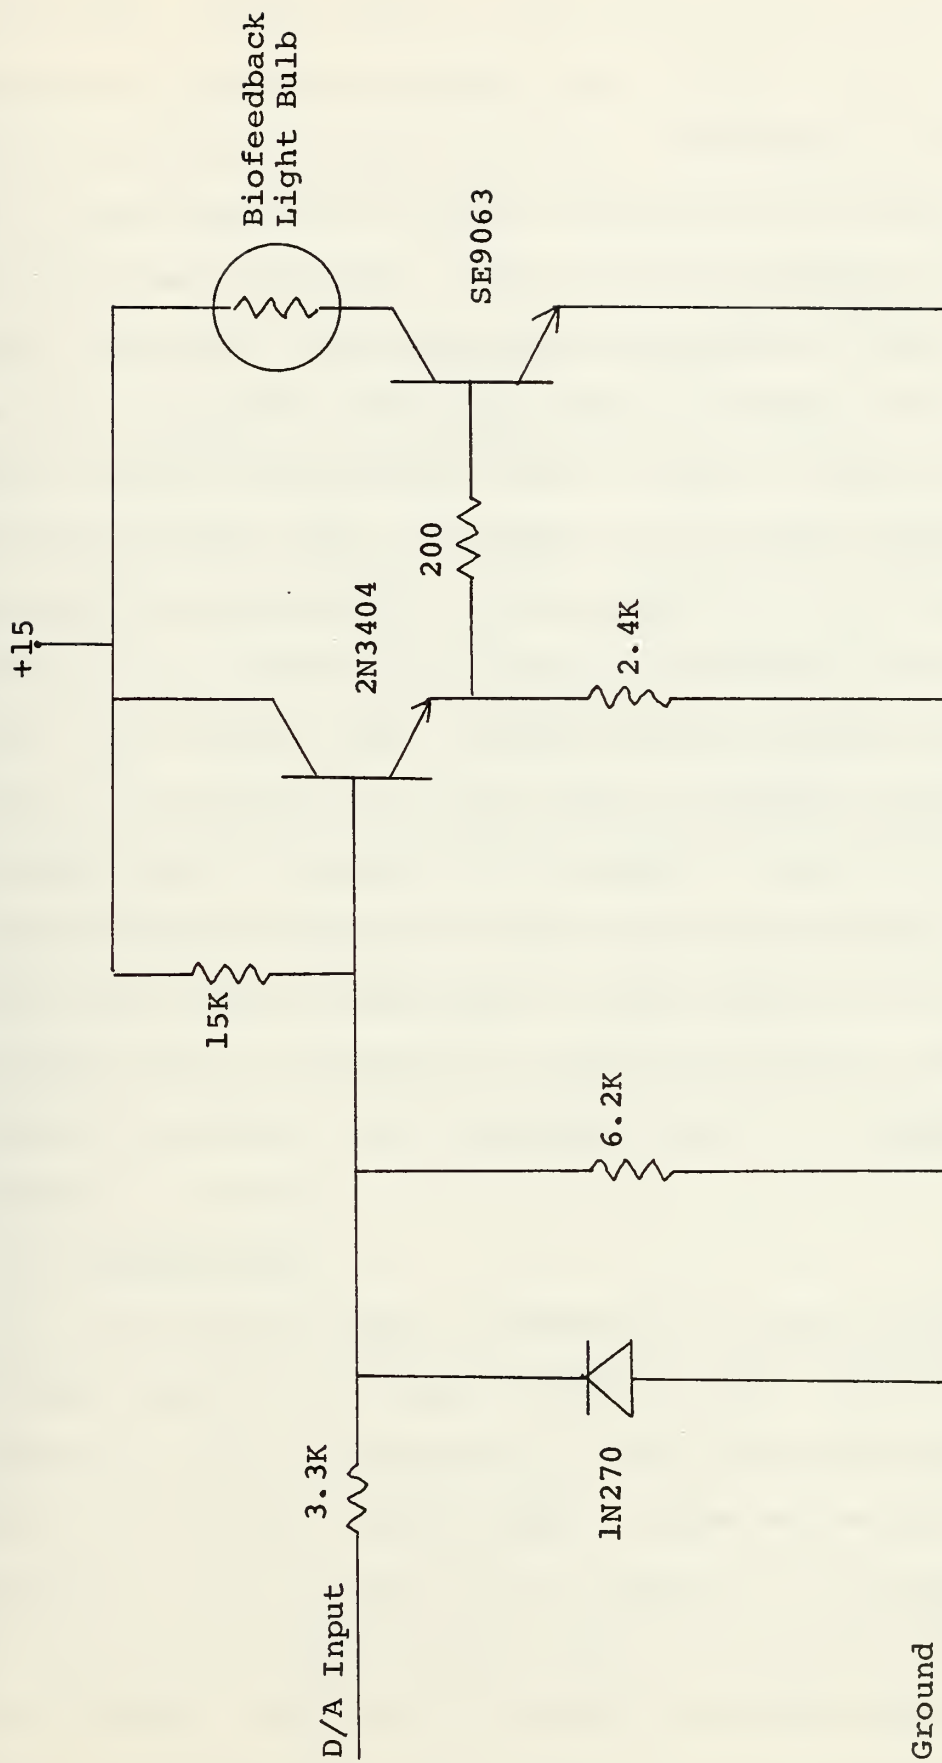 +15
Biofeedback
Light Bulb
15K
2N3404
SE9063
200
D/A Input
3.3K
6.2K
2.4K
1N270
Ground